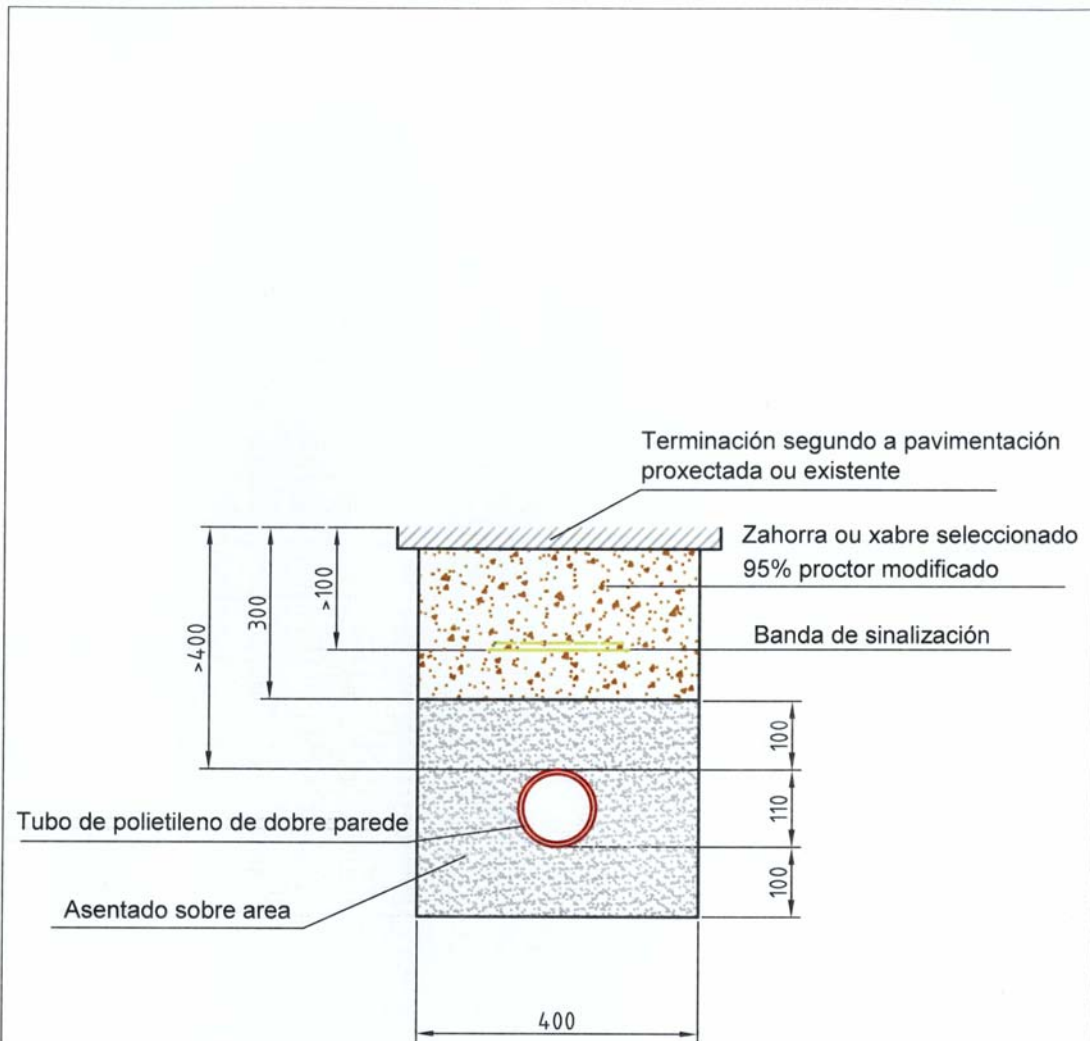 Terminación segundo a pavimentación
proxectada ou existente
Zahorra ou xabre seleccionado
95% proctor modificado
Banda de sinalización
>400
300
>100
100
110
100
Tubo de polietileno de dobre parede
Asentado sobre area
400